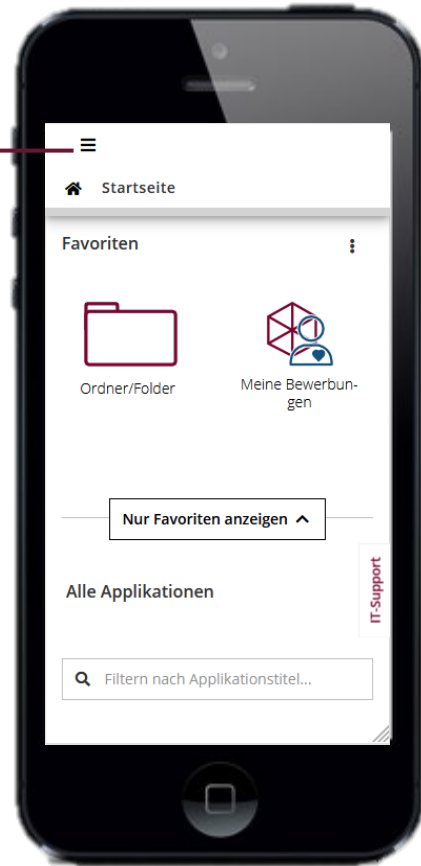 Startseite
Favoriten
Ordner/Folder
Meine Bewerbun-
gen
Nur Favoriten anzeigen
IT-Support
Alle Applikationen
Filtern nach Applikationstitel...